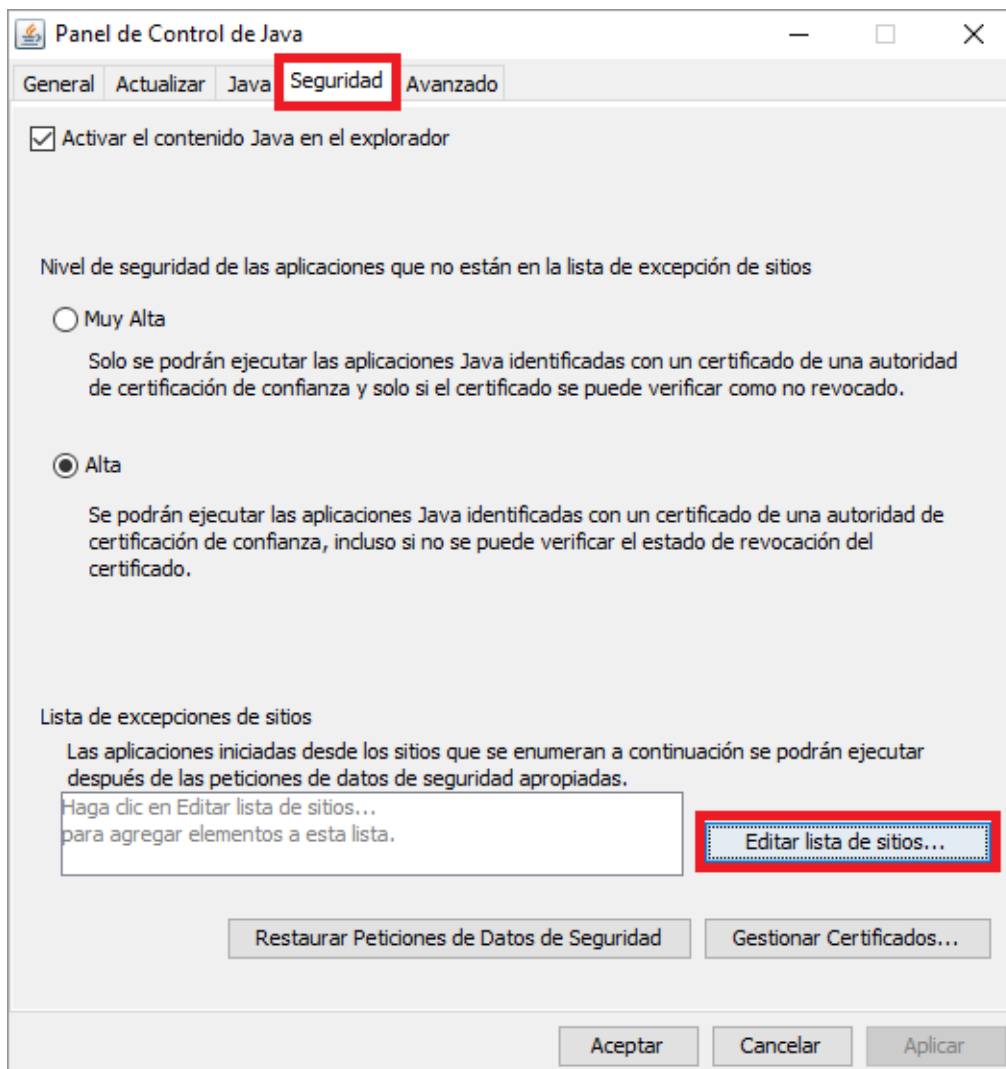 Panel de Control de Java
General Actualizar Java Seguridad Avanzado
Activar el contenido Java en el explorador
Nivel de seguridad de las aplicaciones que no están en la lista de excepción de sitios
Muy Alta
Solo se podrán ejecutar las aplicaciones Java identificadas con un certificado de una autoridad
de certificación de confianza y solo si el certificado se puede verificar como no revocado.
Alta
Se podrán ejecutar las aplicaciones Java identificadas con un certificado de una autoridad de
certificación de confianza, incluso si no se puede verificar el estado de revocación del
certificado.
Lista de excepciones de sitios
Las aplicaciones iniciadas desde los sitios que se enumeran a continuación se podrán ejecutar
después de las peticiones de datos de seguridad apropiadas.
Haga clic en Editar lista de sitios...
para agregar elementos a esta lista.
Editar lista de sitios...
Restaurar Peticiones de Datos de Seguridad Gestionar Certificados...
Aceptar Cancelar Aplicar